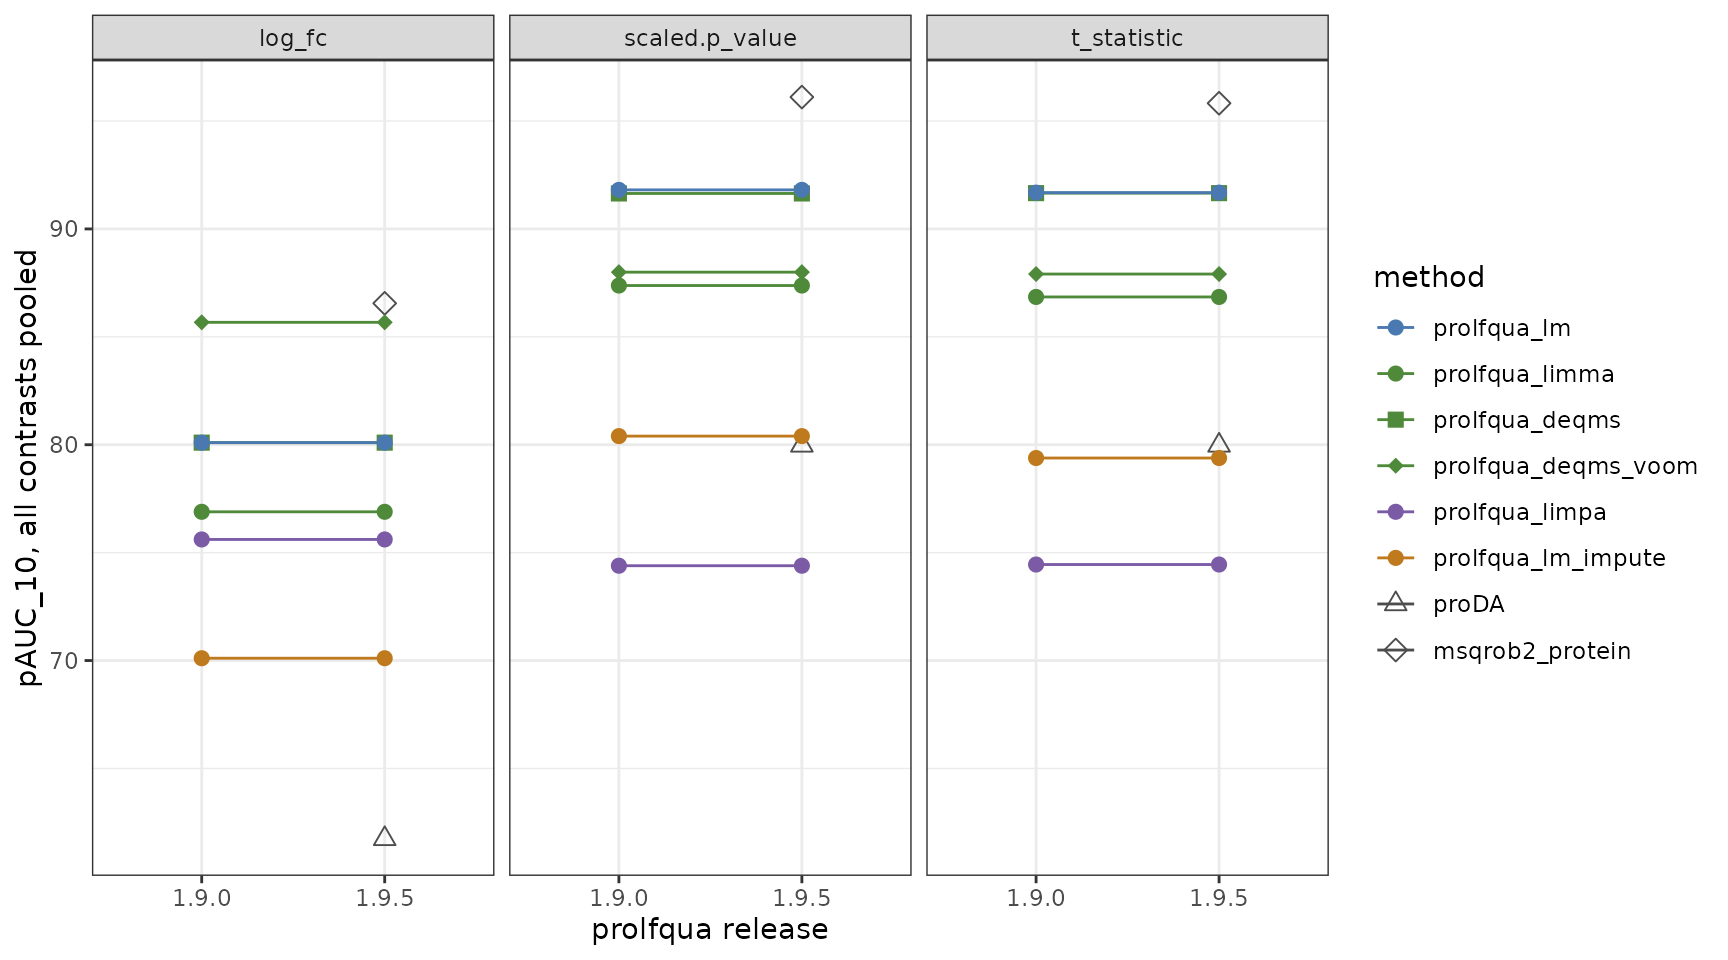 log_fc
scaled.p_value
t_statistic
pAUC_10, all contrasts pooled
90
80
70
1.9.0
1.9.5
1.9.0
1.9.5
1.9.0
1.9.5
prolfqua release
method
prolfqua_lm
prolfqua_limma
prolfqua_deqms
prolfqua_deqms_voom
prolfqua_limpa
prolfqua_lm_impute
proDA
msqrob2_protein